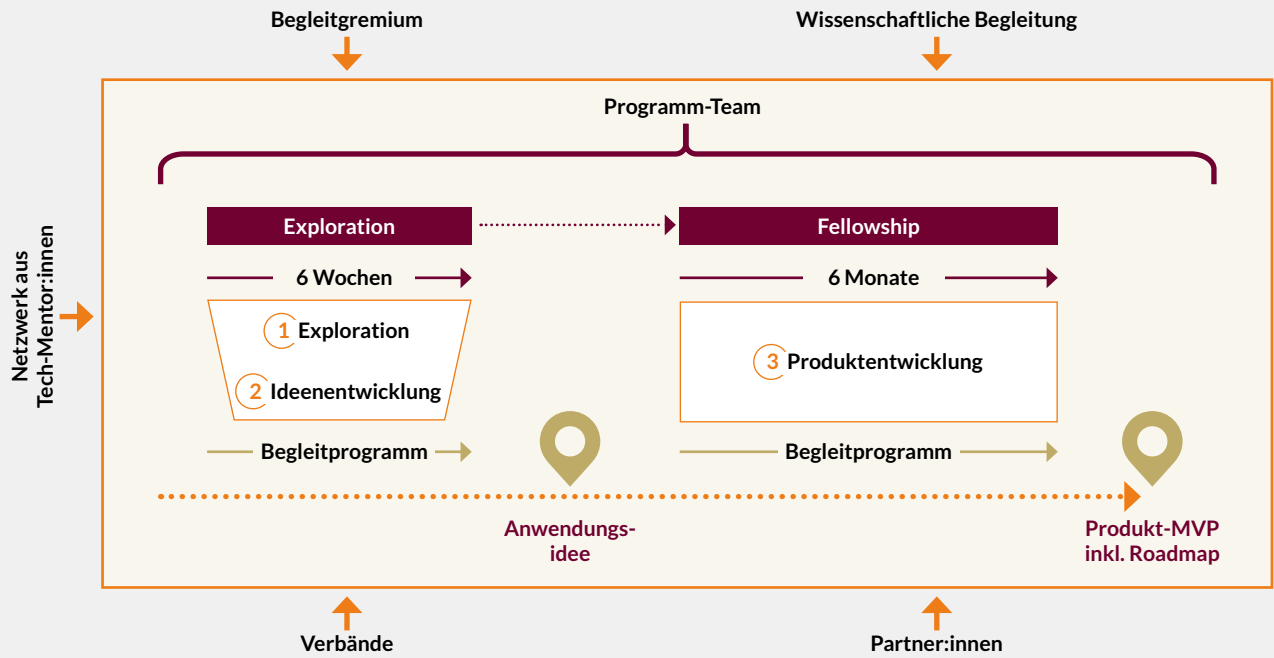 Begleitgremium
Wissenschaftliche Begleitung
Programm-Team
Netzwerk aus
Tech-Mentor:innen
Exploration
Fellowship
6 Wochen
6 Monate
1 Exploration
2 Ideenentwicklung
3 Produktentwicklung
Begleitprogramm
Begleitprogramm
Anwendungs-
idee
Produkt-MVP
inkl. Roadmap
Verbände
Partner:innen